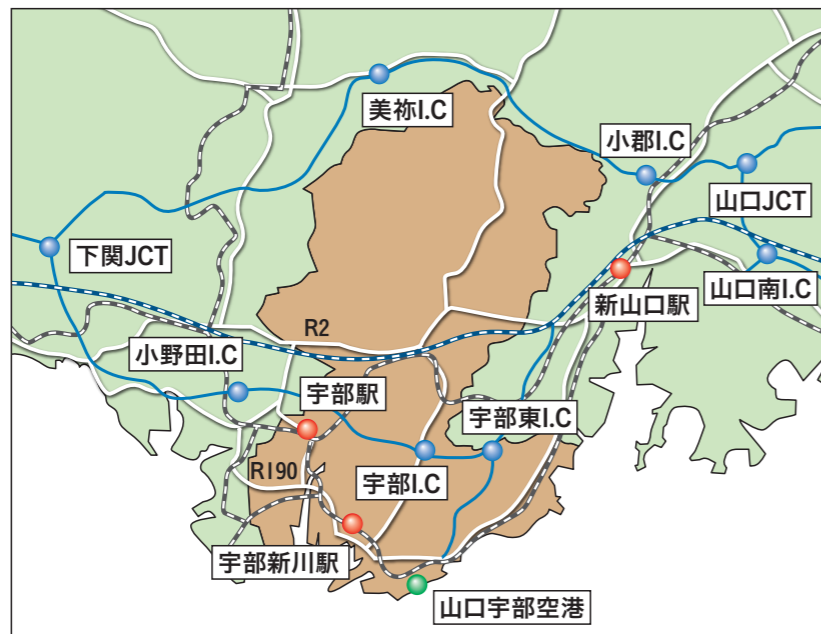 美祢I.C
小郡I.C
山口JCT
下関JCT
山口南I.C
新山口駅
R2
小野田I.C
宇部駅
宇部東I.C
R190
宇部I.C
宇部新川駅
山口宇部空港